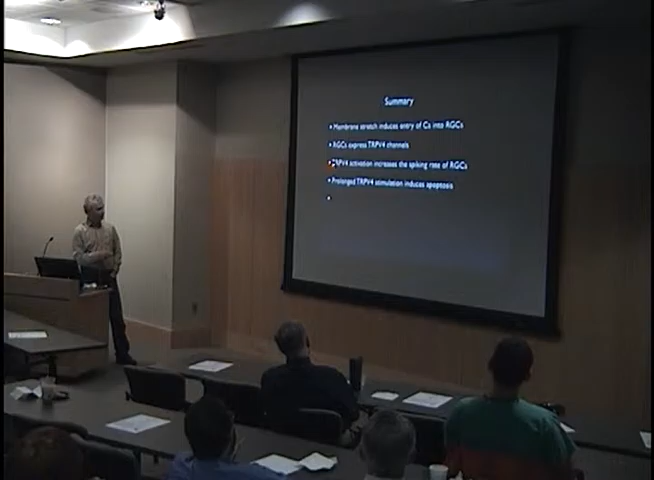 Summary
• Membrane stretch induces entry of Ca into RGCs
• RGCs express TRPV4 channels
• TRPV4 activation increases the spiking rate of RGCs
• Prolonged TRPV4 stimulation induces apoptosis
•